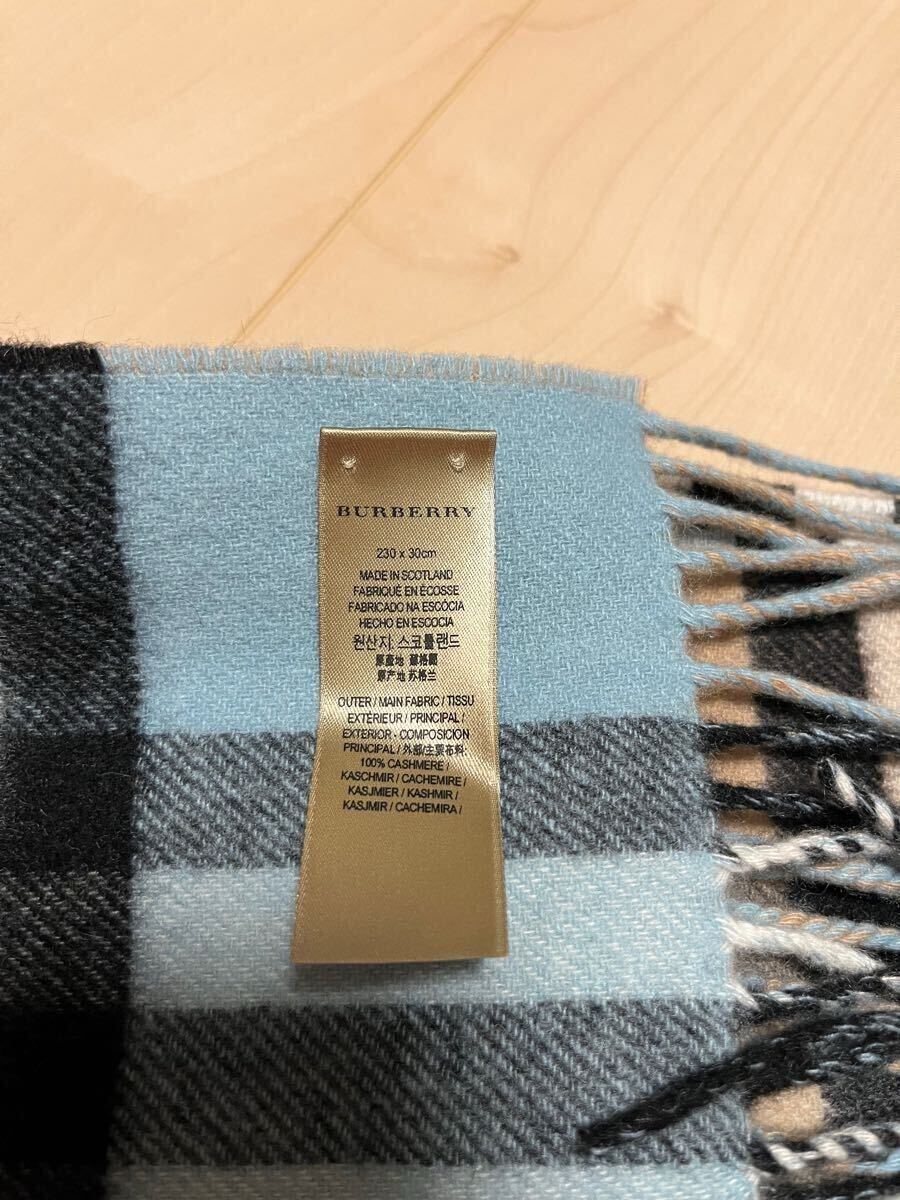 BURBERRY
230 x 30cm
MADE IN SCOTLAND
FABRIQUÉ EN ÉCOSSE
FABRICADO NA ESCÓCIA
HECHO EN ESCOCIA
원산지. 스코틀랜드
原產地 蘇格蘭
原产地 苏格兰
OUTER / MAIN FABRIC / TISSU
EXTÉRIEUR / PRINCIPAL /
EXTERIOR - COMPOSICION
PRINCIPAL / 外部/主要布料:
100% CASHMERE /
KASCHMIR / CACHEMIRE /
KASJMIER / KASHMIR /
KASJMIR / CACHEMIRA /